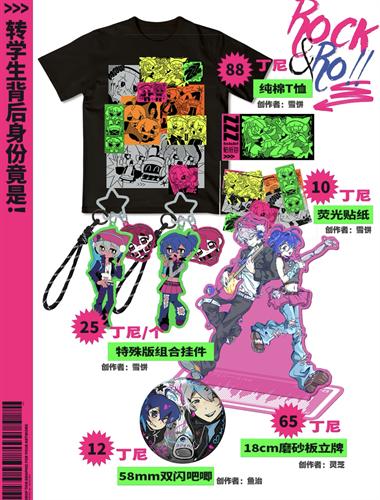 >>>
转学生背后身份竟是!
ROCK
&Roll
88 丁尼
纯棉T恤
创作者：雪饼
ZZZ
10 丁尼
荧光贴纸
创作者：雪饼
25 丁尼/个
特殊版组合挂件
创作者：雪饼
65 丁尼
18cm磨砂板立牌
创作者：灵芝
12 丁尼
58mm双闪吧唧
创作者：鱼治